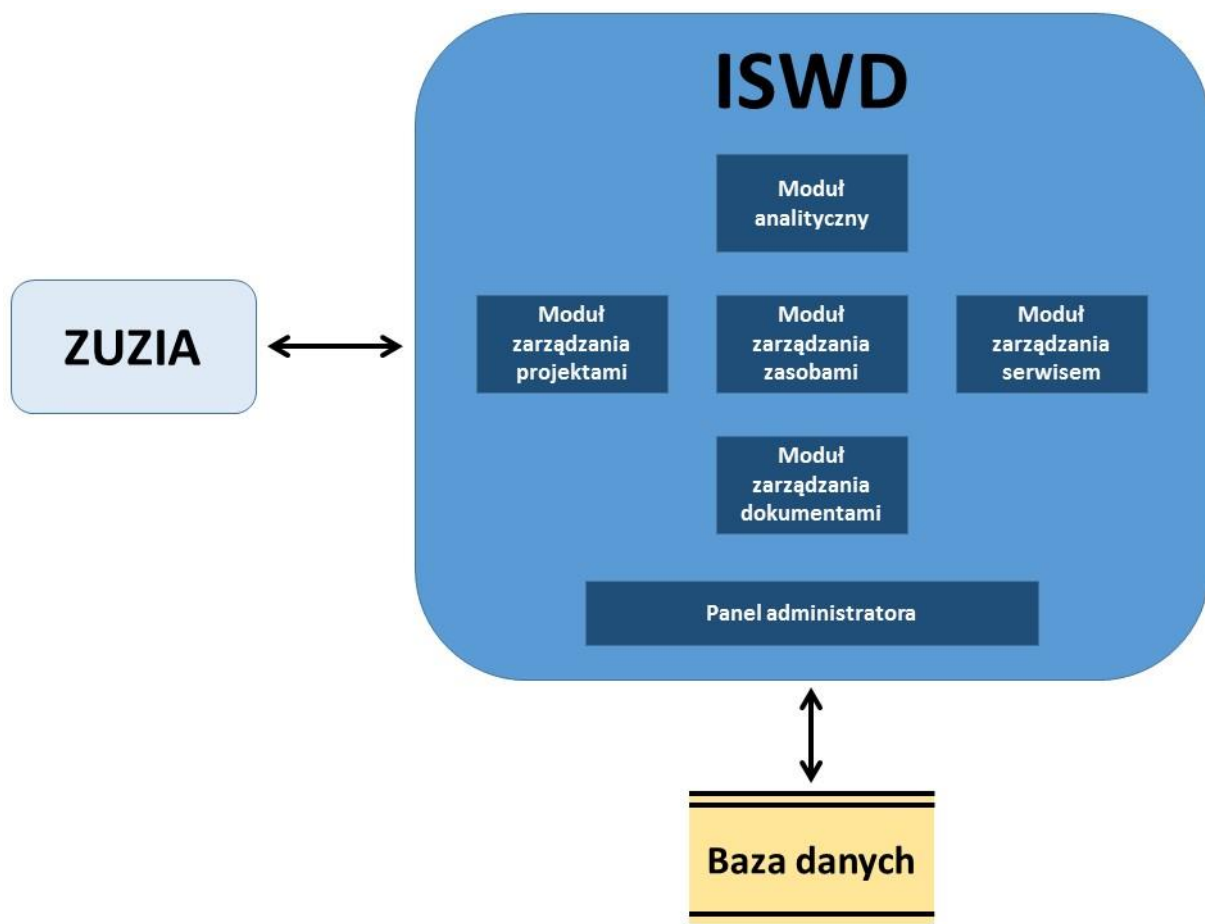 ISWD
Moduł
analityczny
ZUZIA
Moduł
zarządzania
projektami
Moduł
zarządzania
zasobami
Moduł
zarządzania
serwisem
Moduł
zarządzania
dokumentami
Panel administratora
Baza danych